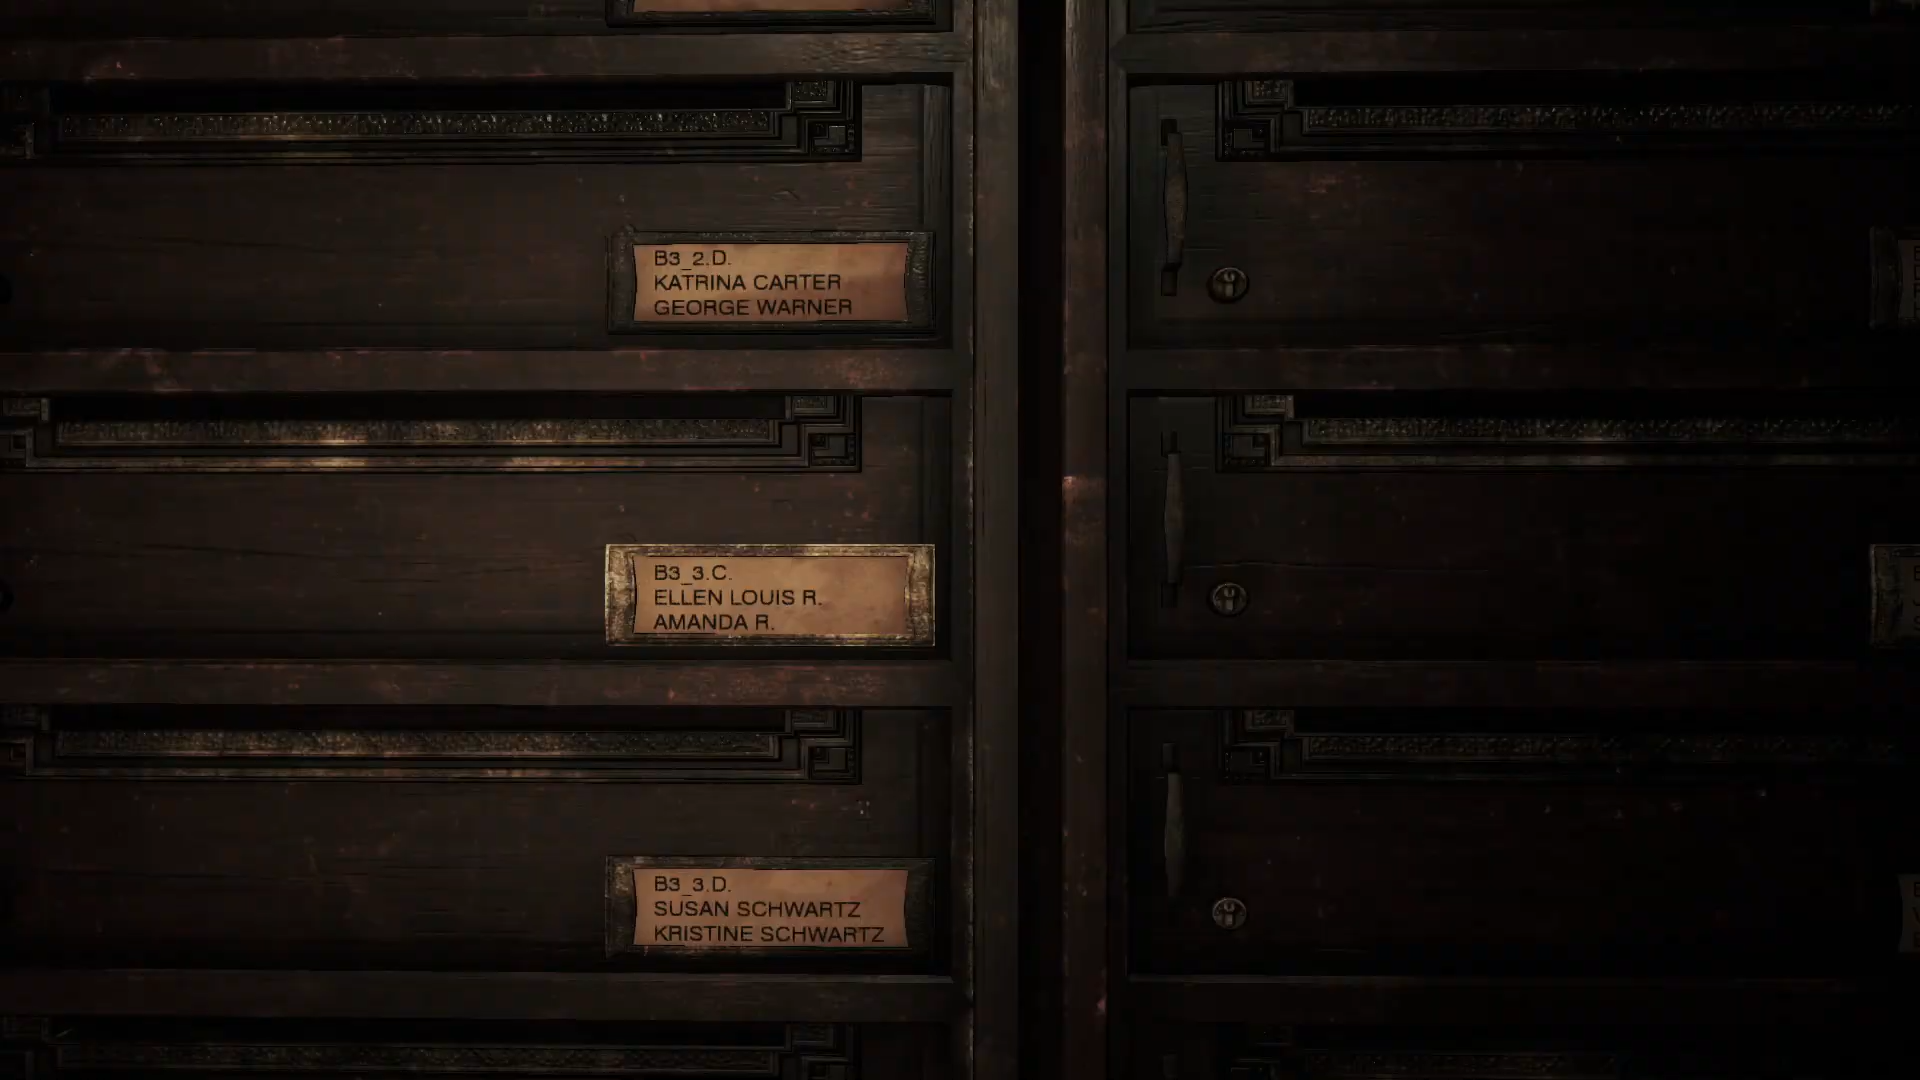 B3_2.D.
KATRINA CARTER
GEORGE WARNER
B3_3.C.
ELLEN LOUIS R.
AMANDA R.
B3_3.D.
SUSAN SCHWARTZ
KRISTINE SCHWARTZ